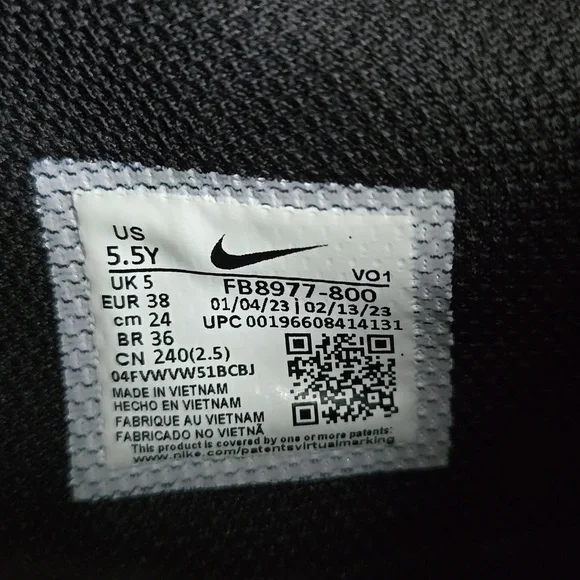 US
5.5Y
VO1
UK 5
FB8977-800
EUR 38
01/04/23 | 02/13/23
cm 24
UPC 00196608414131
BR 36
CN 240(2.5)
04FVWVW51BCBJ
MADE IN VIETNAM
HECHO EN VIETNAM
FABRIQUE AU VIETNAM
FABRICADO NO VIETNÃ
This product is covered by one or more patents:
www.nike.com/patentsvirtualmarking